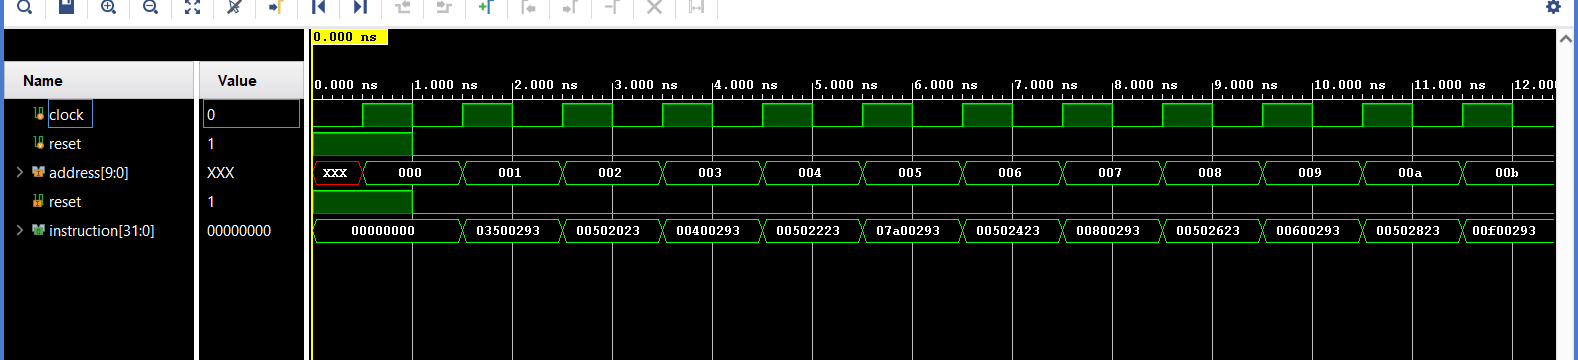 0.000 ns
Name Value
0.000 ns 1.000 ns 2.000 ns 3.000 ns 4.000 ns 5.000 ns 6.000 ns 7.000 ns 8.000 ns 9.000 ns 10.000 ns 11.000 ns 12.000
clock 0
reset 1
address[9:0] XXX XXX 000 001 002 003 004 005 006 007 008 009 00a 00b
reset 1
instruction[31:0] 00000000 00000000 03500293 00502023 00400293 00502223 07a00293 00502423 00800293 00502623 00600293 00502823 00f00293